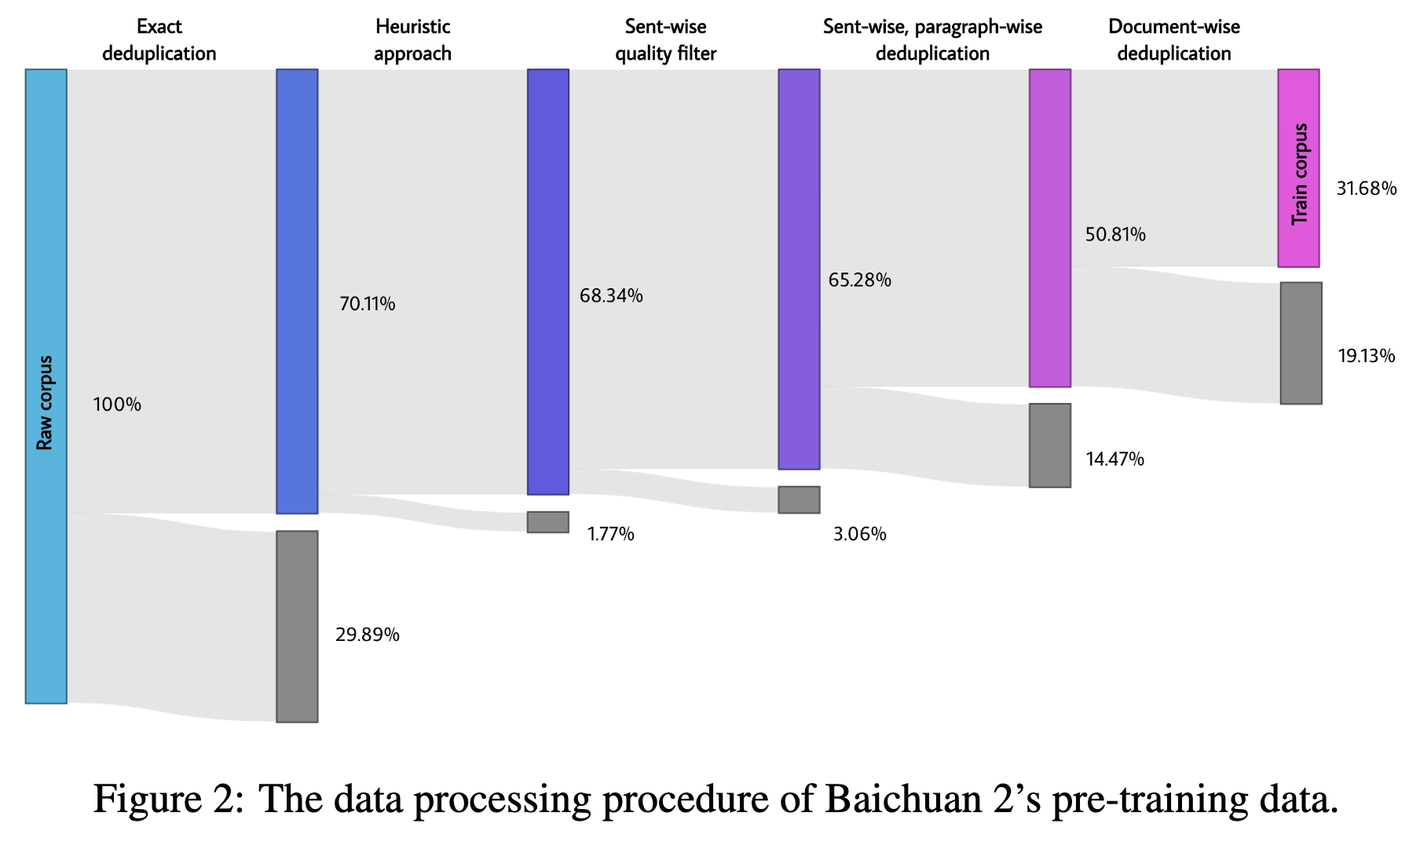 Exact
deduplication
Heuristic
approach
Sent-wise
quality filter
Sent-wise, paragraph-wise
deduplication
Document-wise
deduplication
Raw corpus
100%
70.11%
29.89%
68.34%
1.77%
65.28%
3.06%
50.81%
14.47%
Train corpus
31.68%
19.13%
Figure 2: The data processing procedure of Baichuan 2’s pre-training data.